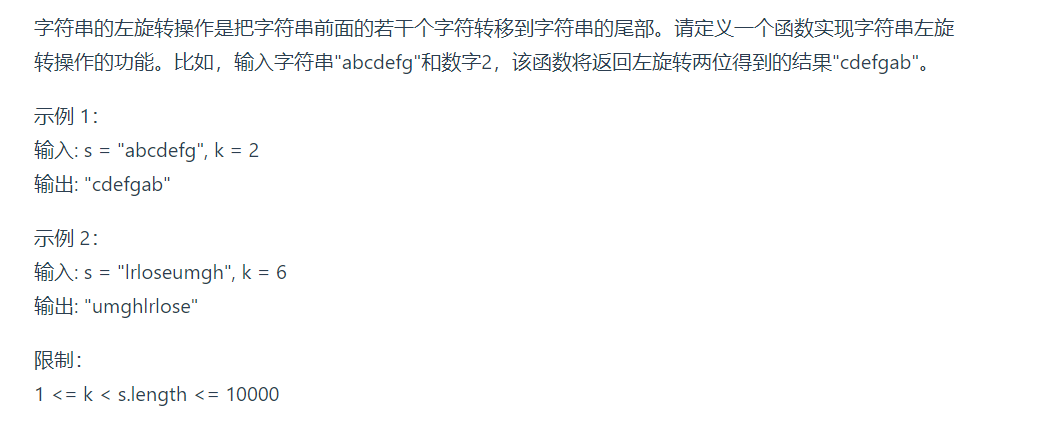 字符串的左旋转操作是把字符串前面的若干个字符转移到字符串的尾部。请定义一个函数实现字符串左旋
转操作的功能。比如，输入字符串"abcdefg"和数字2，该函数将返回左旋转两位得到的结果"cdefgab"。
示例 1：
输入: s = "abcdefg", k = 2
输出: "cdefgab"
示例 2：
输入: s = "lrloseumgh", k = 6
输出: "umghlrlose"
限制：
1 <= k < s.length <= 10000